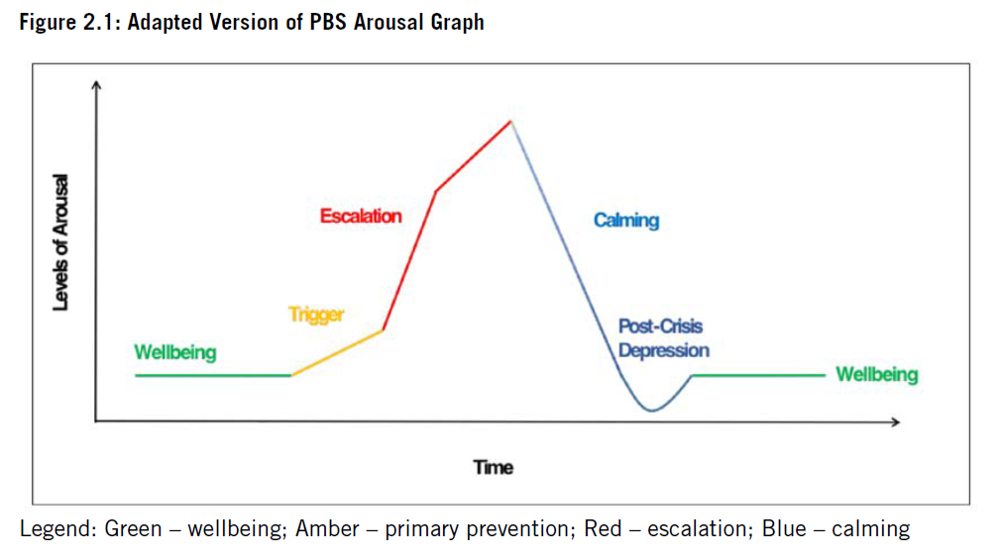 Figure 2.1: Adapted Version of PBS Arousal Graph
Levels of Arousal
Escalation
Calming
Trigger
Post-Crisis
Depression
Wellbeing
Wellbeing
Time
Legend: Green – wellbeing; Amber – primary prevention; Red – escalation; Blue – calming